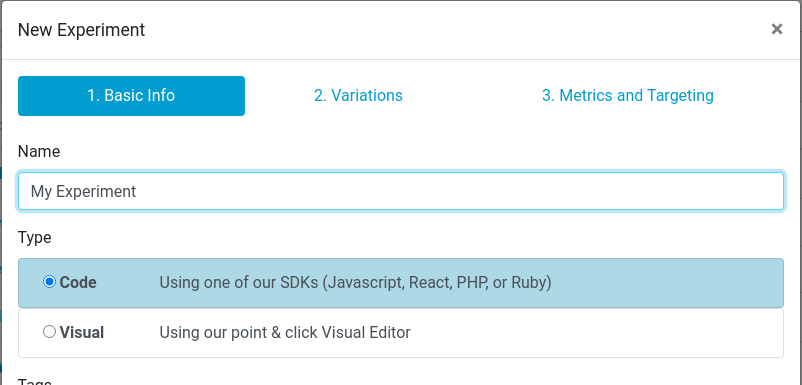 New Experiment ×
1. Basic Info 2. Variations 3. Metrics and Targeting
Name
My Experiment
Type
Code Using one of our SDKs (Javascript, React, PHP, or Ruby)
Visual Using our point & click Visual Editor
Tags